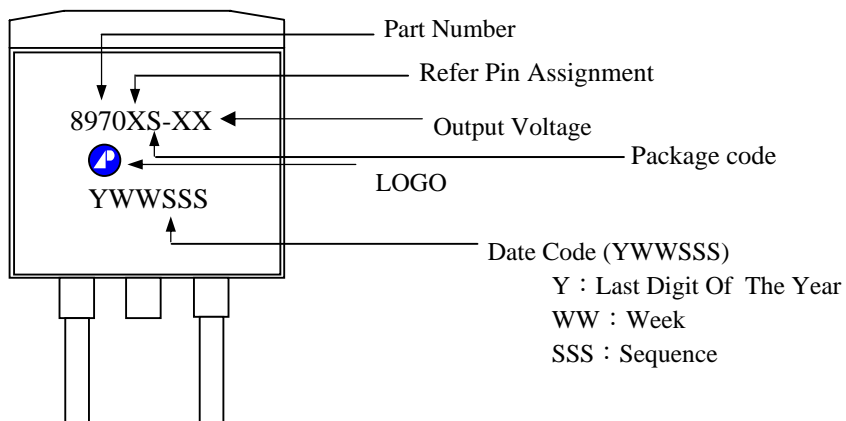 Part Number
Refer Pin Assignment
8970XS-XX
Output Voltage
Package code
LOGO
YWWSSS
Date Code (YWWSSS)
Y：Last Digit Of The Year
WW：Week
SSS：Sequence